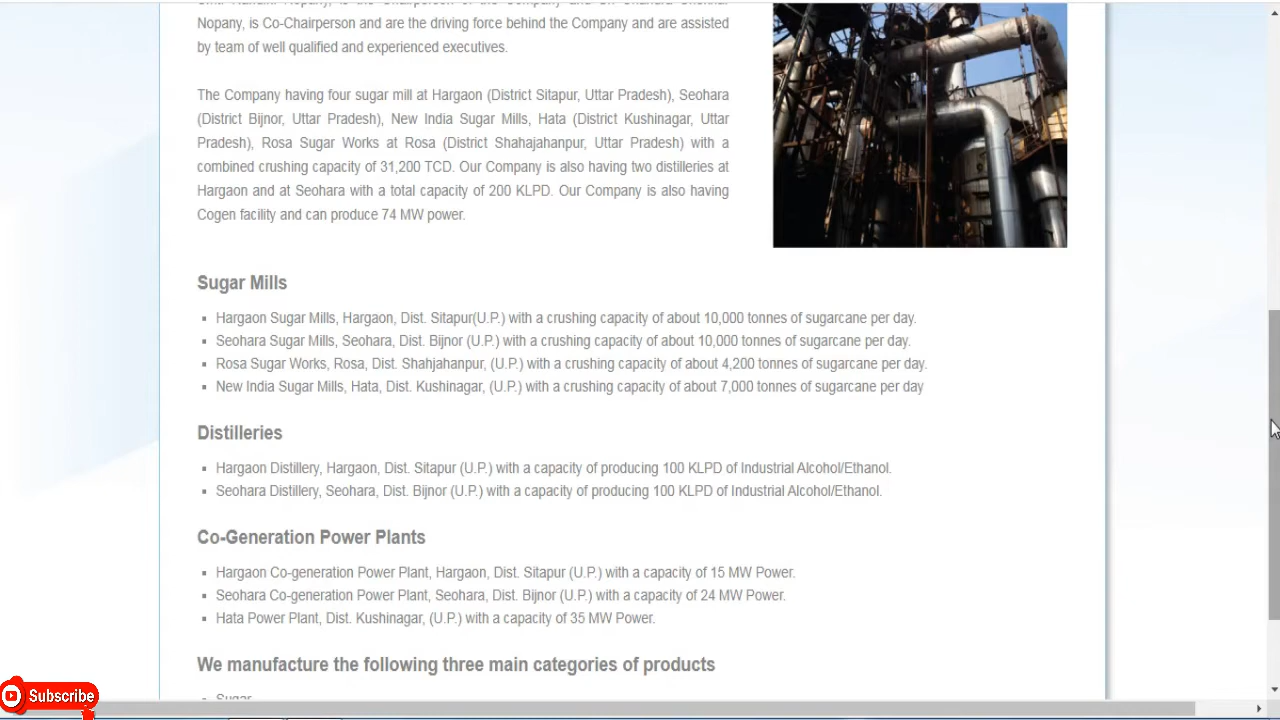 Nopany, is Co-Chairperson and are the driving force behind the Company and are assisted
by team of well qualified and experienced executives.
The Company having four sugar mill at Hargaon (District Sitapur, Uttar Pradesh), Seohara
(District Bijnor, Uttar Pradesh), New India Sugar Mills, Hata (District Kushinagar, Uttar
Pradesh), Rosa Sugar Works at Rosa (District Shahajahanpur, Uttar Pradesh) with a
combined crushing capacity of 31,200 TCD. Our Company is also having two distilleries at
Hargaon and at Seohara with a total capacity of 200 KLPD. Our Company is also having
Cogen facility and can produce 74 MW power.
Sugar Mills
Hargaon Sugar Mills, Hargaon, Dist. Sitapur(U.P.) with a crushing capacity of about 10,000 tonnes of sugarcane per day.
Seohara Sugar Mills, Seohara, Dist. Bijnor (U.P.) with a crushing capacity of about 10,000 tonnes of sugarcane per day.
Rosa Sugar Works, Rosa, Dist. Shahjahanpur, (U.P.) with a crushing capacity of about 4,200 tonnes of sugarcane per day.
New India Sugar Mills, Hata, Dist. Kushinagar, (U.P.) with a crushing capacity of about 7,000 tonnes of sugarcane per day
Distilleries
Hargaon Distillery, Hargaon, Dist. Sitapur (U.P.) with a capacity of producing 100 KLPD of Industrial Alcohol/Ethanol.
Seohara Distillery, Seohara, Dist. Bijnor (U.P.) with a capacity of producing 100 KLPD of Industrial Alcohol/Ethanol.
Co-Generation Power Plants
Hargaon Co-generation Power Plant, Hargaon, Dist. Sitapur (U.P.) with a capacity of 15 MW Power.
Seohara Co-generation Power Plant, Seohara, Dist. Bijnor (U.P.) with a capacity of 24 MW Power.
Hata Power Plant, Dist. Kushinagar, (U.P.) with a capacity of 35 MW Power.
We manufacture the following three main categories of products
Sugar
Subscribe